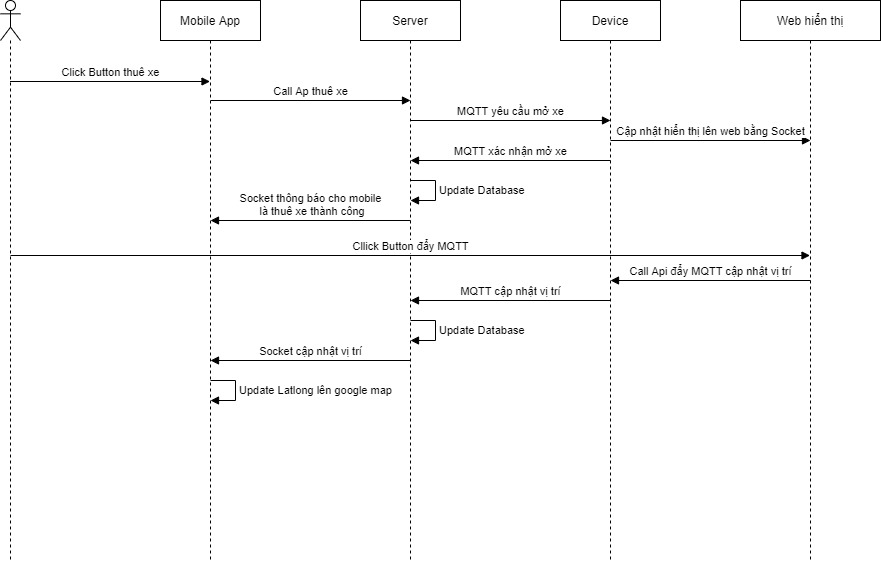 Mobile App
Server
Device
Web hiển thị
Click Button thuê xe
Call Ap thuê xe
MQTT yêu cầu mở xe
Cập nhật hiển thị lên web bằng Socket
MQTT xác nhận mở xe
Update Database
Socket thông báo cho mobile
là thuê xe thành công
Cllick Button đẩy MQTT
Call Api đẩy MQTT cập nhật vị trí
MQTT cập nhật vị trí
Update Database
Socket cập nhật vị trí
Update Latlong lên google map